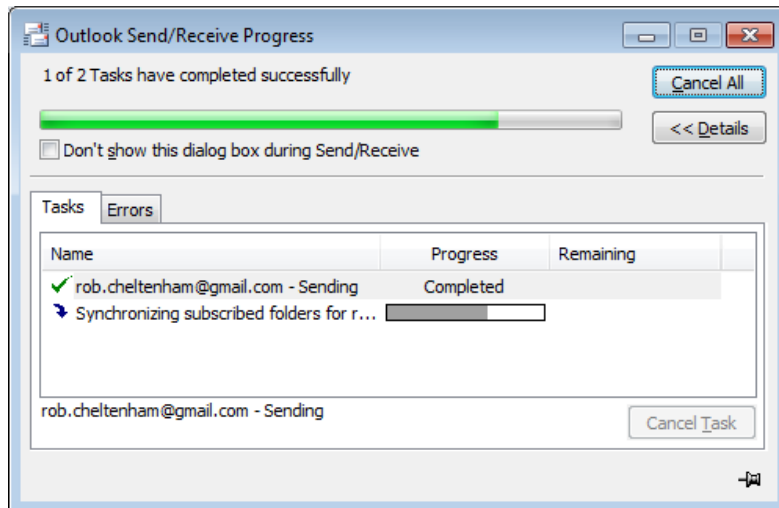 Outlook Send/Receive Progress
1 of 2 Tasks have completed successfully
Cancel All
<< Details
Don't show this dialog box during Send/Receive
Tasks Errors
Name Progress Remaining
rob.cheltenham@gmail.com - Sending Completed
Synchronizing subscribed folders for r...
rob.cheltenham@gmail.com - Sending
Cancel Task